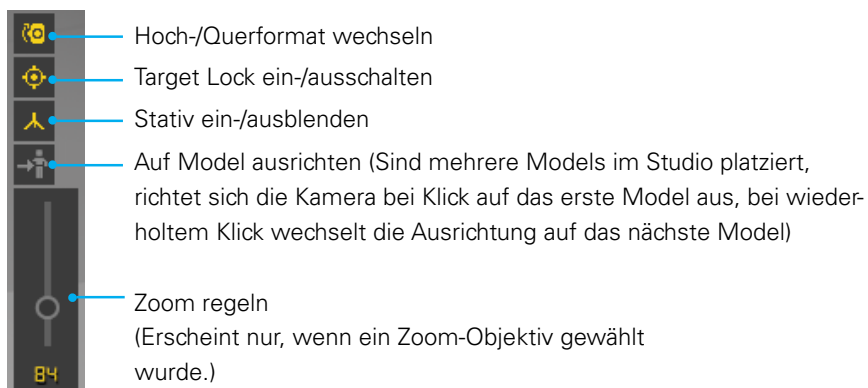 Hoch-/Querformat wechseln
Target Lock ein-/ausschalten
Stativ ein-/ausblenden
Auf Model ausrichten (Sind mehrere Models im Studio platziert,
richtet sich die Kamera bei Klick auf das erste Model aus, bei wieder-
holtem Klick wechselt die Ausrichtung auf das nächste Model)
Zoom regeln
(Erscheint nur, wenn ein Zoom-Objektiv gewählt
wurde.)
84